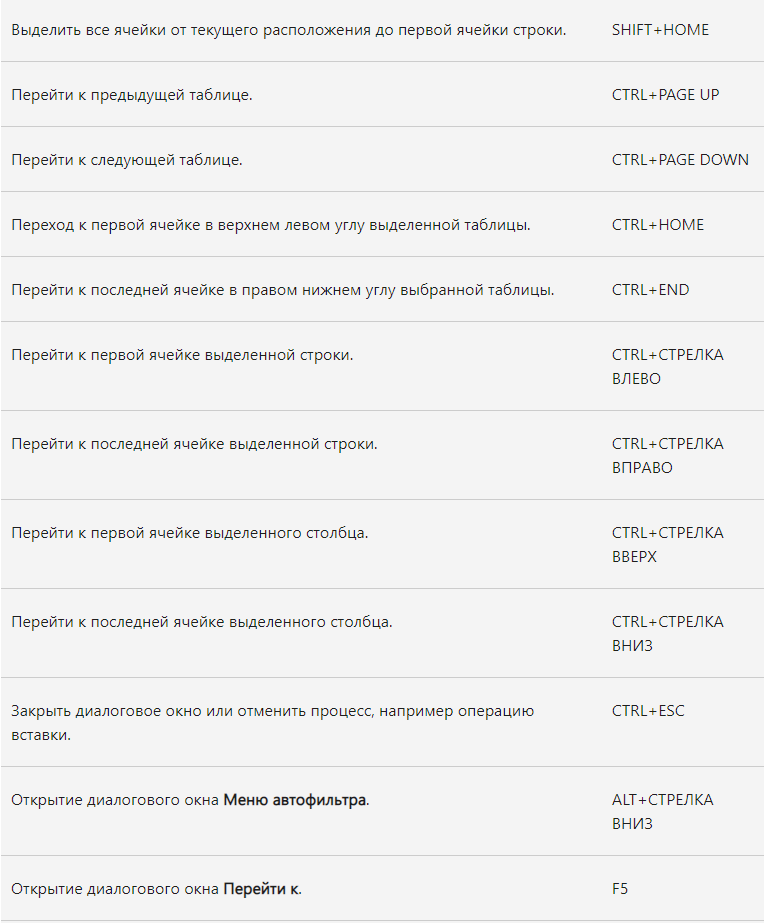 Выделить все ячейки от текущего расположения до первой ячейки строки. SHIFT+HOME
Перейти к предыдущей таблице. CTRL+PAGE UP
Перейти к следующей таблице. CTRL+PAGE DOWN
Переход к первой ячейке в верхнем левом углу выделенной таблицы. CTRL+HOME
Перейти к последней ячейке в правом нижнем углу выбранной таблицы. CTRL+END
Перейти к первой ячейке выделенной строки. CTRL+СТРЕЛКА
ВЛЕВО
Перейти к последней ячейке выделенной строки. CTRL+СТРЕЛКА
ВПРАВО
Перейти к первой ячейке выделенного столбца. CTRL+СТРЕЛКА
ВВЕРХ
Перейти к последней ячейке выделенного столбца. CTRL+СТРЕЛКА
ВНИЗ
Закрыть диалоговое окно или отменить процесс, например операцию CTRL+ESC
вставки.
Открытие диалогового окна Меню автофильтра. ALT+СТРЕЛКА
ВНИЗ
Открытие диалогового окна Перейти к. F5